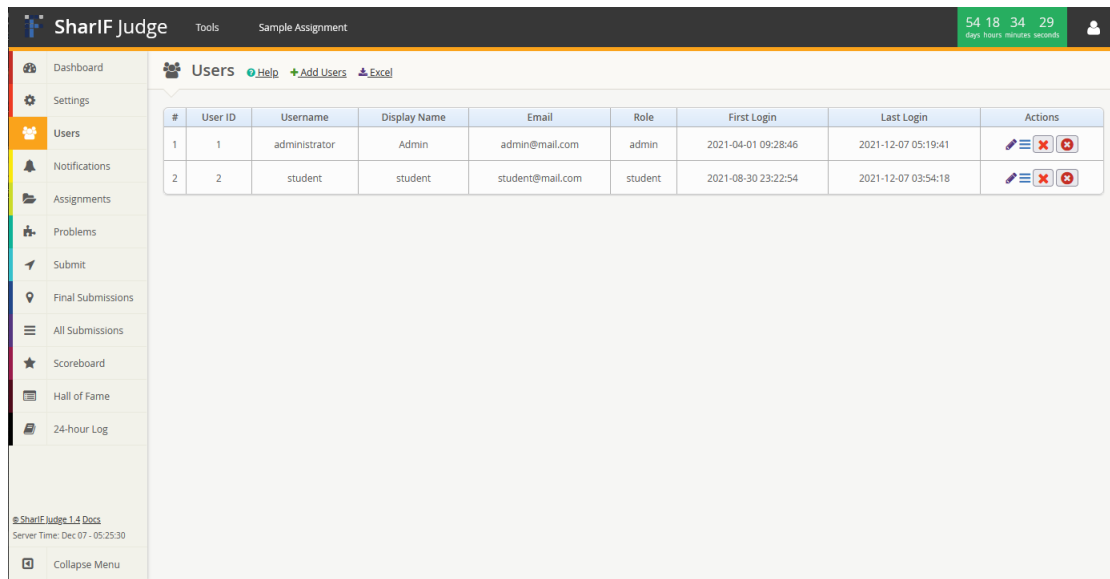 SharIF Judge Tools Sample Assignment 54 18 34 29
days hours minutes seconds
Dashboard
Settings
Users
Notifications
Assignments
Problems
Submit
Final Submissions
All Submissions
Scoreboard
Hall of Fame
24-hour Log
© SharIF Judge 1.4 Docs
Server Time: Dec 07 - 05:25:30
Collapse Menu
Users Help Add Users Excel
# User ID Username Display Name Email Role First Login Last Login Actions
1 1 administrator Admin admin@mail.com admin 2021-04-01 09:28:46 2021-12-07 05:19:41
2 2 student student student@mail.com student 2021-08-30 23:22:54 2021-12-07 03:54:18